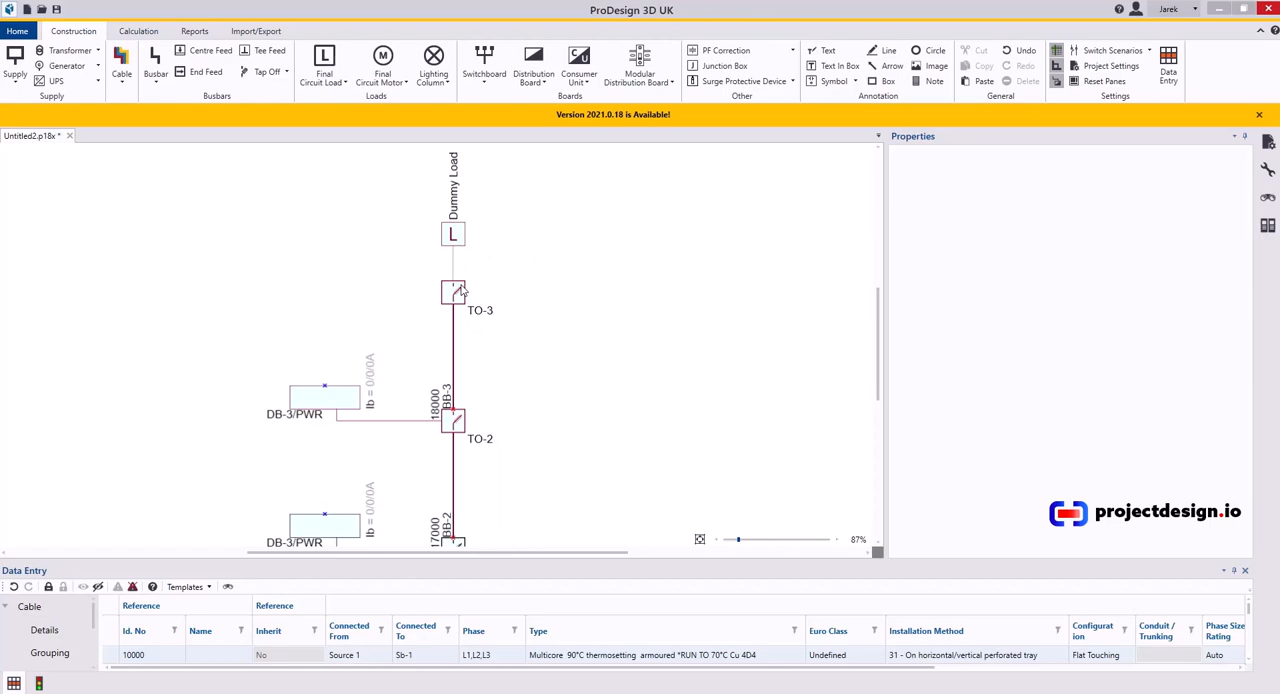 ProDesign 3D UK
Jarek
Home
Construction
Calculation
Reports
Import/Export
Supply
Transformer
Generator
UPS
Supply
Cable
Busbar
Centre Feed
Tee Feed
End Feed
Tap Off
Busbars
Final Circuit Load
Final Circuit Motor
Lighting Column
Loads
Switchboard
Distribution Board
Consumer Unit
Modular Distribution Board
Boards
PF Correction
Junction Box
Surge Protective Device
Other
Text
Text In Box
Symbol
Line
Arrow
Box
Circle
Image
Note
Annotation
Cut
Copy
Paste
Undo
Redo
Delete
General
Switch Scenarios
Project Settings
Reset Panels
Settings
Data Entry
Version 2021.0.18 is Available!
Untitled2.p18x *
Properties
Dummy Load
L
TO-3
Ib = 0/0/0A
DB-3/PWR
18000
BB-3
TO-2
Ib = 0/0/0A
DB-3/PWR
17000
BB-2
projectdesign.io
87%
Data Entry
Templates
Cable
Details
Grouping
Reference
Reference
Id. No
Name
Inherit
Connected From
Connected To
Phase
Type
Euro Class
Installation Method
Configuration
Conduit / Trunking
Phase Size Rating
10000
No
Source 1
Sb-1
L1,L2,L3
Multicore 90°C thermosetting armoured *RUN TO 70°C Cu 4D4
Undefined
31 - On horizontal/vertical perforated tray
Flat Touching
Auto